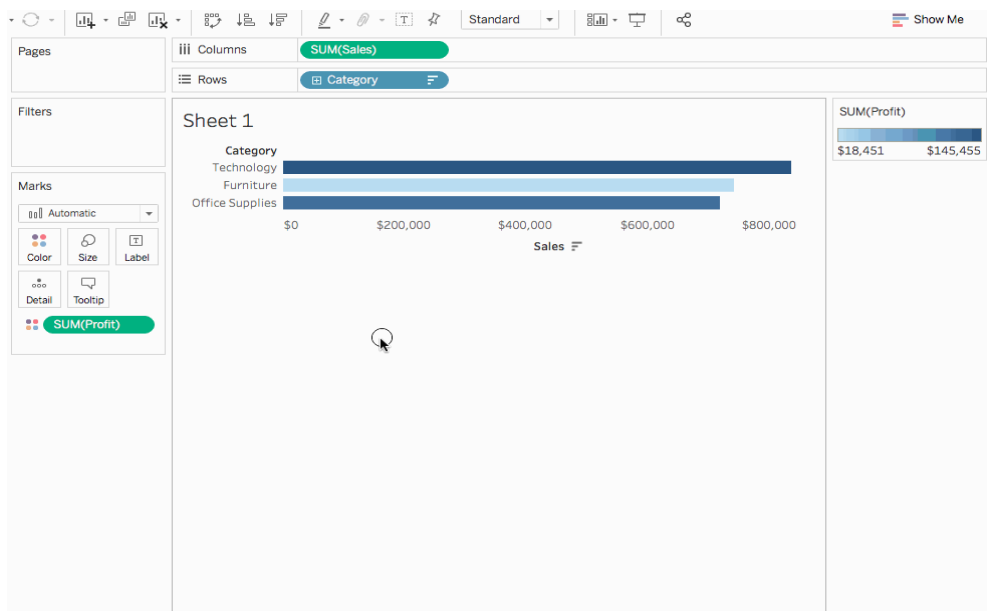 Standard
Show Me
Pages
Columns
SUM(Sales)
Rows
Category
Filters
Marks
Automatic
Color
Size
T
Label
Detail
Tooltip
SUM(Profit)
Sheet 1
Category
Technology
Furniture
Office Supplies
$0 $200,000 $400,000 $600,000 $800,000
Sales
SUM(Profit)
$18,451 $145,455